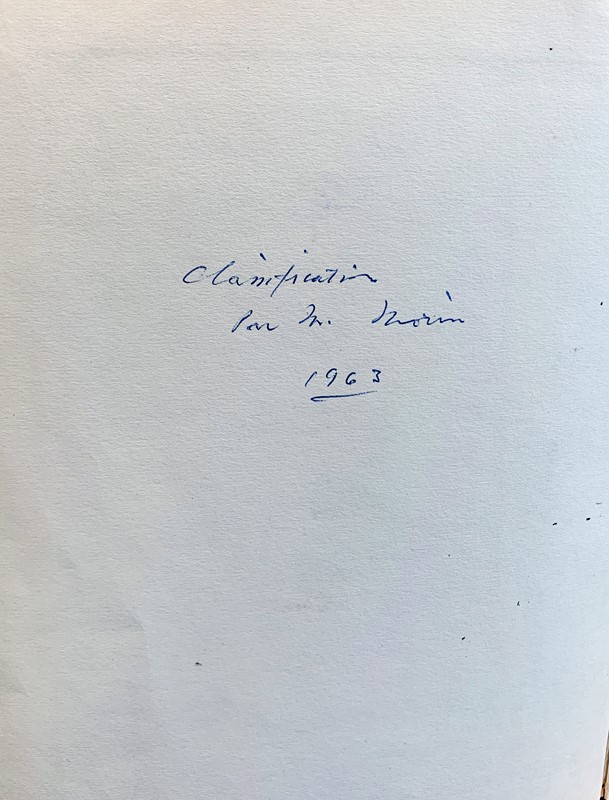 Classification
Par M. Morin
1963